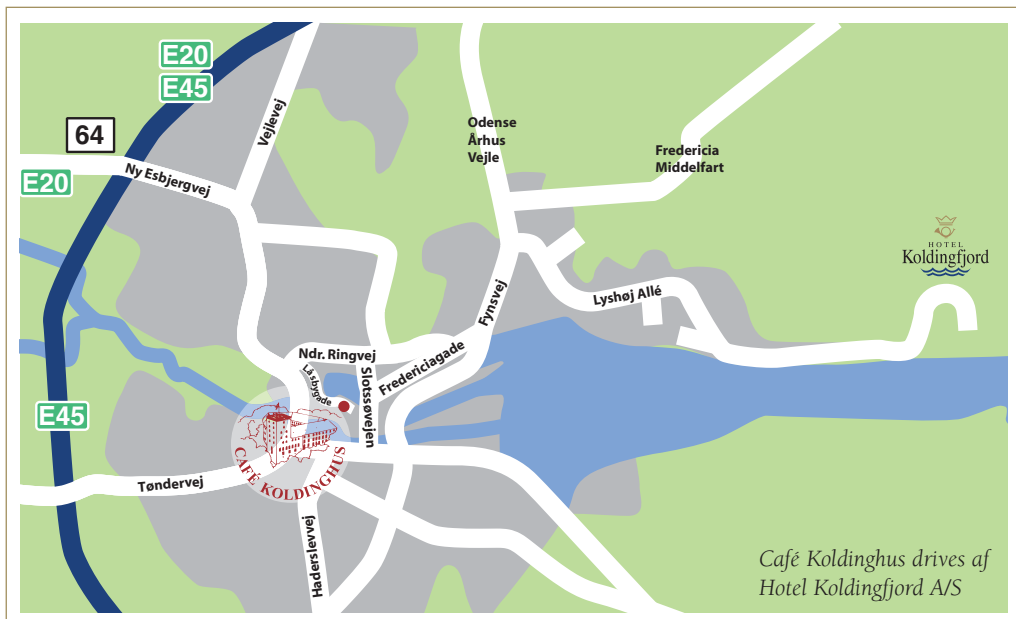 E20
E45
64
E20
Ny Esbjergvej
Vejlevej
Odense
Århus
Vejle
Fredericia
Middelfart
HOTEL
Koldingfjord
Lyshøj Allé
Fynsvej
Ndr. Ringvej
Fredericiagade
Slotssøvejen
Låsbygade
E45
CAFÉ KOLDINGHUS
Tøndervej
Haderslevvej
Café Koldinghus drives af
Hotel Koldingfjord A/S